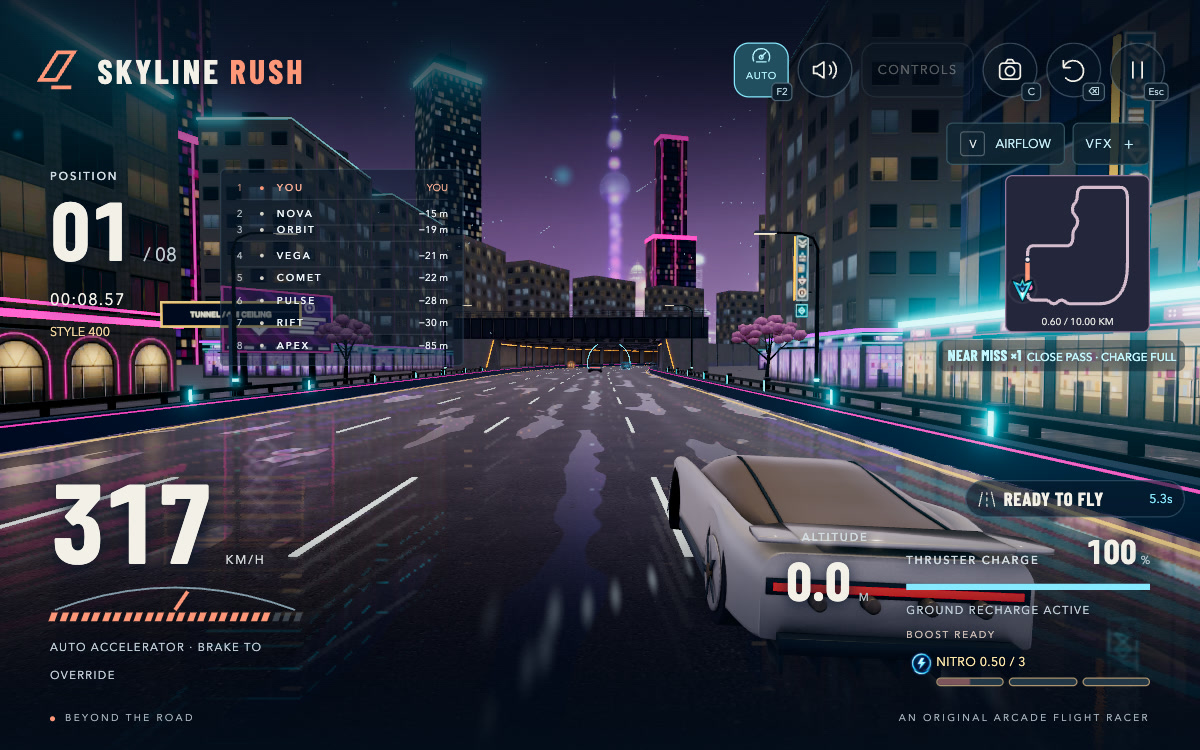 SKYLINE RUSH
AUTO
F2
CONTROLS
C
⌫
Esc
V AIRFLOW
VFX +
POSITION
01 / 08
00:08.57
STYLE 400
1 • YOU YOU
2 • NOVA −15 m
3 • ORBIT −19 m
4 • VEGA −21 m
5 • COMET −22 m
6 • PULSE −28 m
7 • RIFT −30 m
8 • APEX −85 m
0.60 / 10.00 KM
NEAR MISS ×1 CLOSE PASS · CHARGE FULL
READY TO FLY 5.3s
317 KM/H
AUTO ACCELERATOR · BRAKE TO
OVERRIDE
ALTITUDE
0.0 M
THRUSTER CHARGE 100 %
GROUND RECHARGE ACTIVE
BOOST READY
NITRO 0.50 / 3
• BEYOND THE ROAD
AN ORIGINAL ARCADE FLIGHT RACER